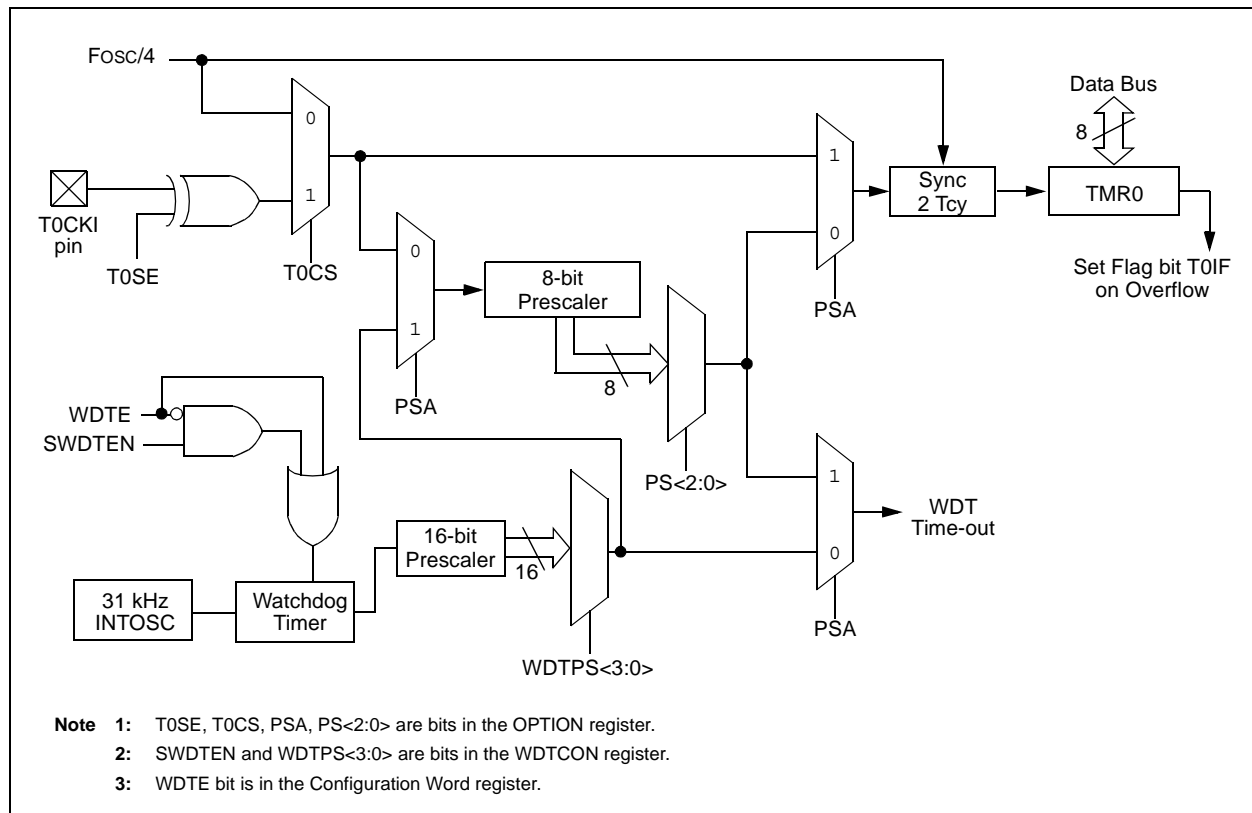 FOSC/4
Data Bus
8
0
1
T0CKI
pin
T0SE
T0CS
1
0
PSA
Sync
2 Tcy
TMR0
Set Flag bit T0IF
on Overflow
0
1
PSA
8-bit
Prescaler
8
PS<2:0>
WDTE
SWDTEN
1
0
PSA
WDT
Time-out
16-bit
Prescaler
16
31 kHz
INTOSC
Watchdog
Timer
WDTPS<3:0>
Note 1: T0SE, T0CS, PSA, PS<2:0> are bits in the OPTION register.
2: SWDTEN and WDTPS<3:0> are bits in the WDTCON register.
3: WDTE bit is in the Configuration Word register.